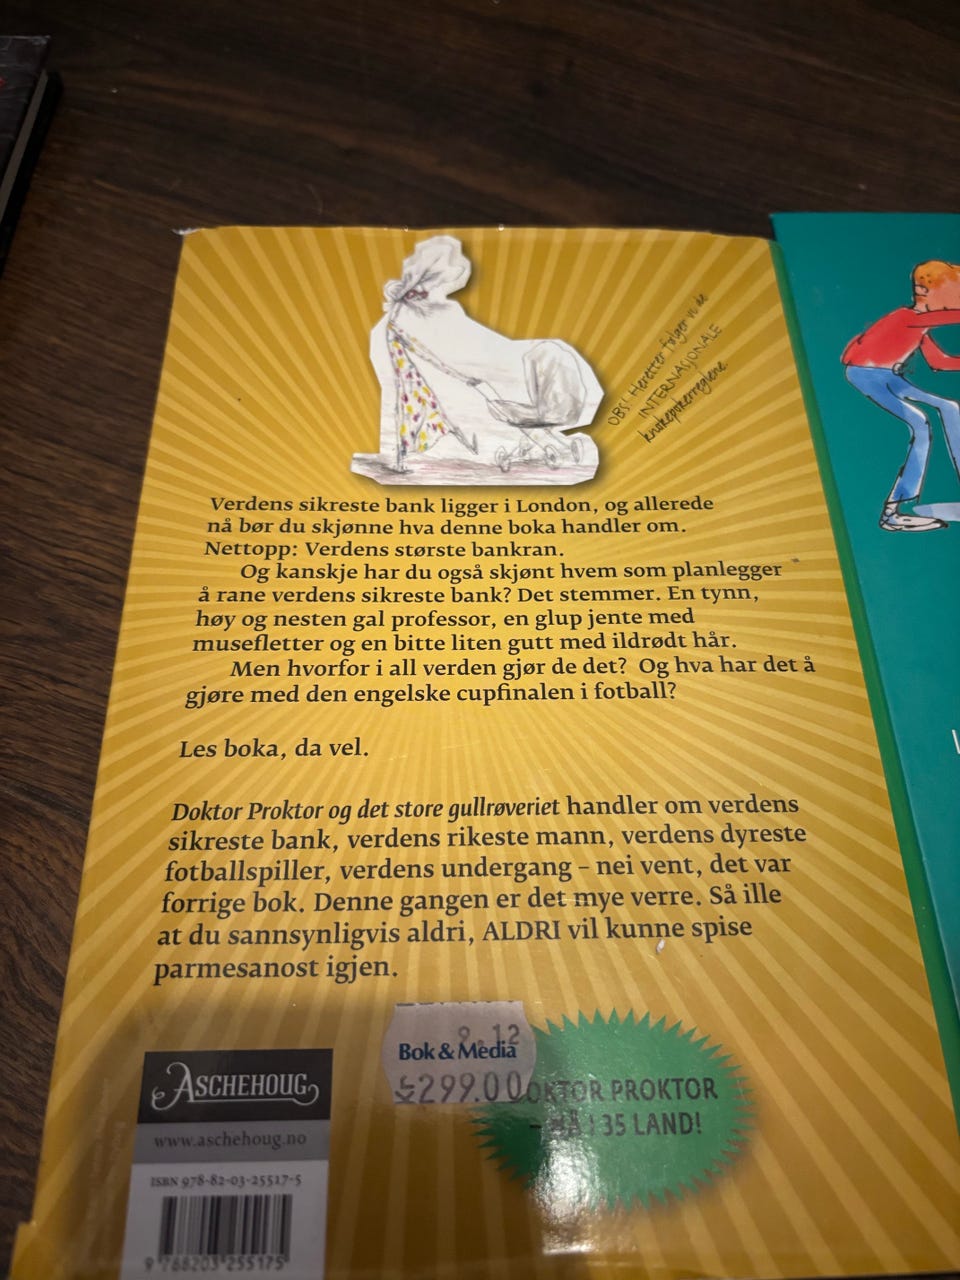 OBS! Heretter følger vi de
INTERNASJONALE
knokepokerreglene.
Verdens sikreste bank ligger i London, og allerede
nå bør du skjønne hva denne boka handler om.
Nettopp: Verdens største bankran.
Og kanskje har du også skjønt hvem som planlegger
å rane verdens sikreste bank? Det stemmer. En tynn,
høy og nesten gal professor, en glup jente med
musefletter og en bitte liten gutt med ildrødt hår.
Men hvorfor i all verden gjør de det? Og hva har det å
gjøre med den engelske cupfinalen i fotball?
Les boka, da vel.
Doktor Proktor og det store gullrøveriet handler om verdens
sikreste bank, verdens rikeste mann, verdens dyreste
fotballspiller, verdens undergang – nei vent, det var
forrige bok. Denne gangen er det mye verre. Så ille
at du sannsynligvis aldri, ALDRI vil kunne spise
parmesanost igjen.
9.12
Bok & Media
299.00
OKTOR PROKTOR
– NÅ I 35 LAND!
ASCHEHOUG
www.aschehoug.no
ISBN 978-82-03-25517-5
9 788203 255175